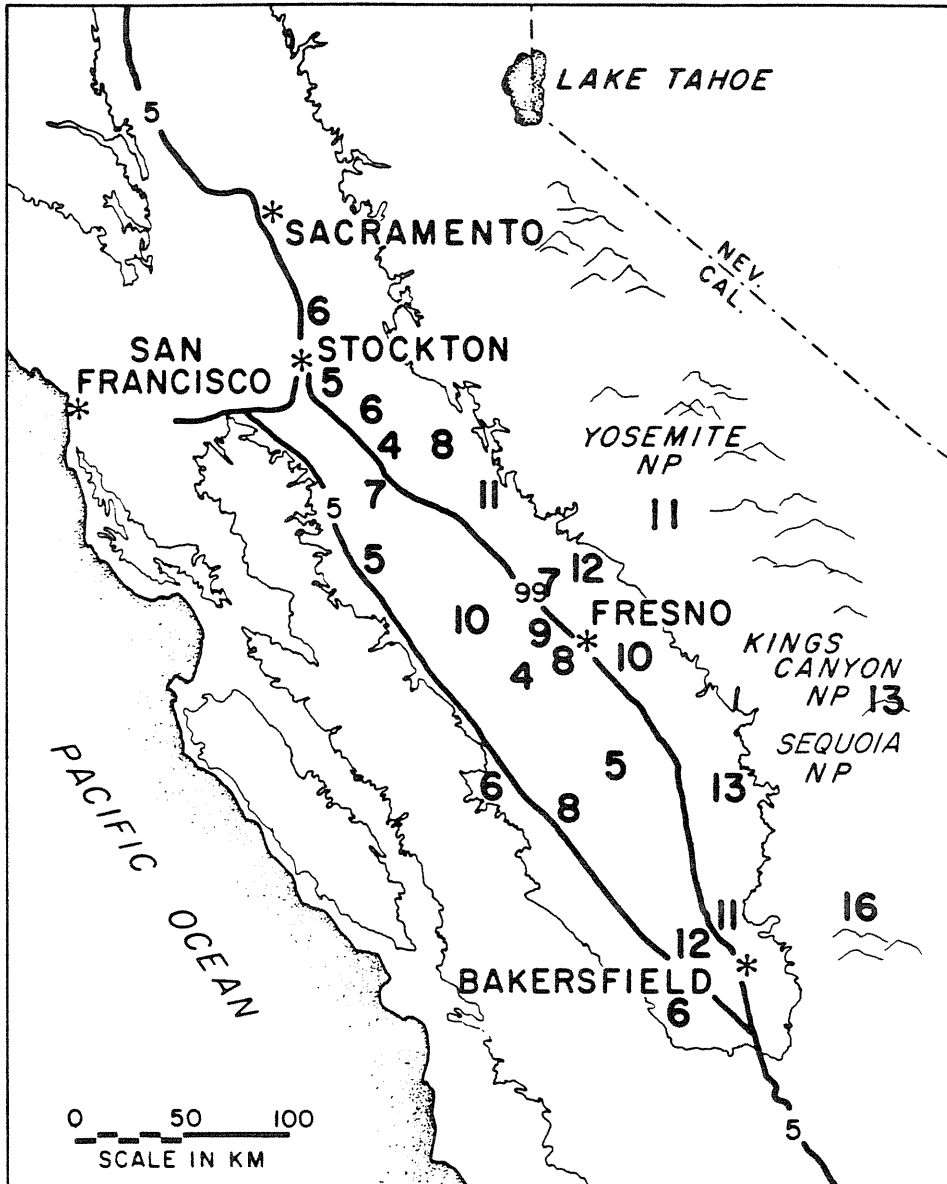 LAKE TAHOE
5
SACRAMENTO
NEV.
CAL.
6
SAN
FRANCISCO
STOCKTON
5
6
4
8
YOSEMITE
NP
7
11
11
5
5
12
7
99
FRESNO
10
9
8
10
4
KINGS
CANYON
NP
13
SEQUOIA
NP
5
6
13
8
PACIFIC
OCEAN
11
16
12
BAKERSFIELD
6
0 50 100
SCALE IN KM
5